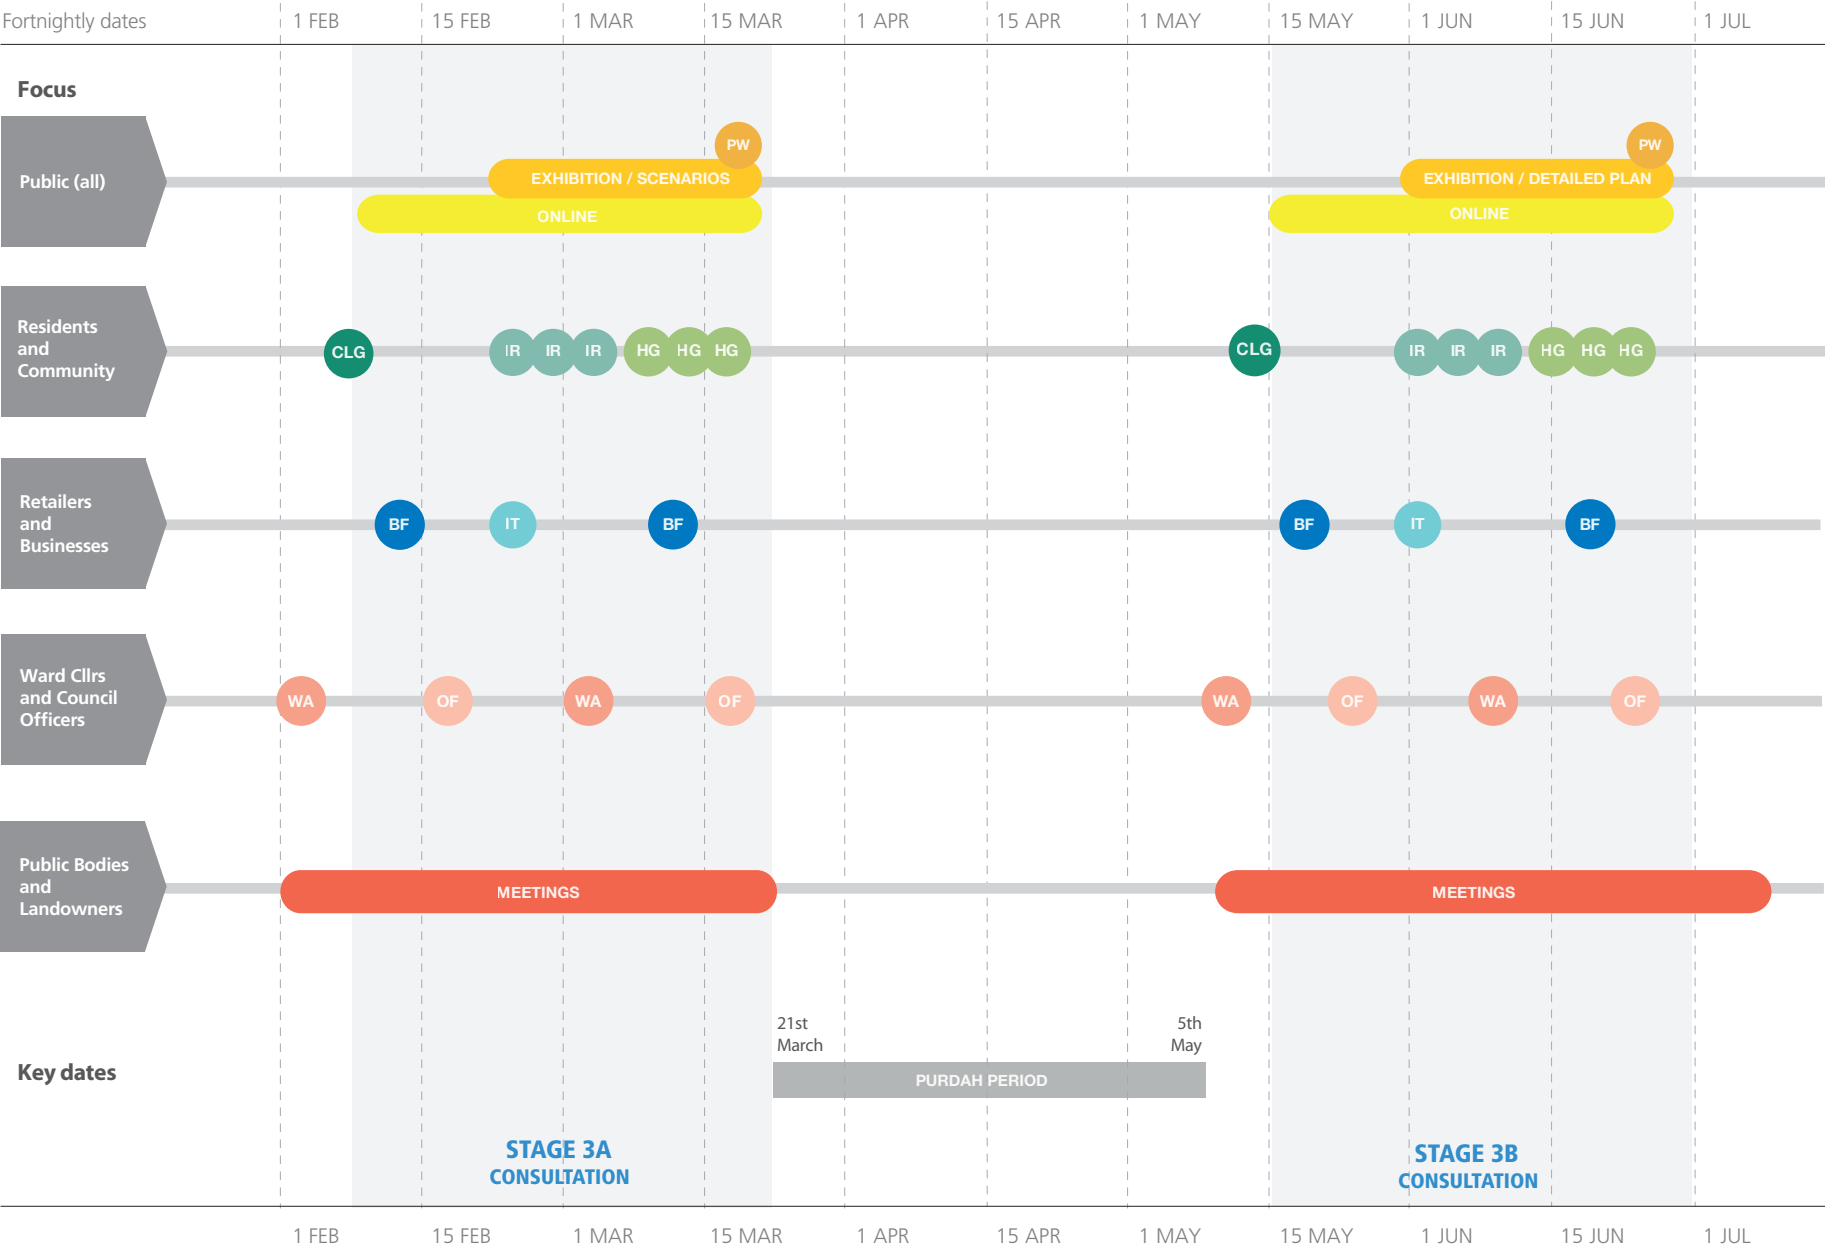 Fortnightly dates 1 FEB 15 FEB 1 MAR 15 MAR 1 APR 15 APR 1 MAY 15 MAY 1 JUN 15 JUN 1 JUL
Focus
PW PW
Public (all) EXHIBITION / SCENARIOS EXHIBITION / DETAILED PLAN
ONLINE ONLINE
Residents
and
Community
CLG IR IR IR HG HG HG CLG IR IR IR HG HG HG
Retailers
and
Businesses
BF IT BF BF IT BF
Ward Cllrs
and Council
Officers
WA OF WA OF WA OF WA OF
Public Bodies
and
Landowners
MEETINGS MEETINGS
21st
March
5th
May
Key dates
PURDAH PERIOD
STAGE 3A
CONSULTATION
STAGE 3B
CONSULTATION
1 FEB 15 FEB 1 MAR 15 MAR 1 APR 15 APR 1 MAY 15 MAY 1 JUN 15 JUN 1 JUL